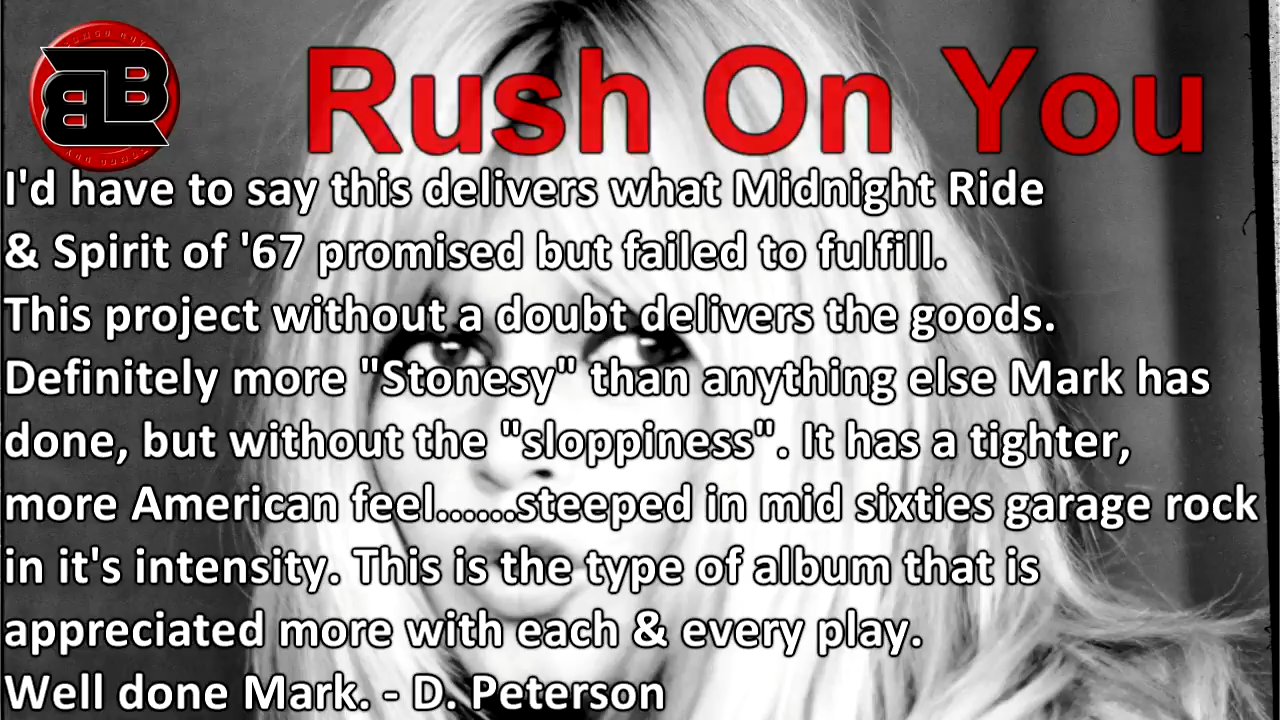 BB
Rush On You
I'd have to say this delivers what Midnight Ride
& Spirit of '67 promised but failed to fulfill.
This project without a doubt delivers the goods.
Definitely more "Stonesy" than anything else Mark has
done, but without the "sloppiness". It has a tighter,
more American feel......steeped in mid sixties garage rock
in it's intensity. This is the type of album that is
appreciated more with each & every play.
Well done Mark. - D. Peterson